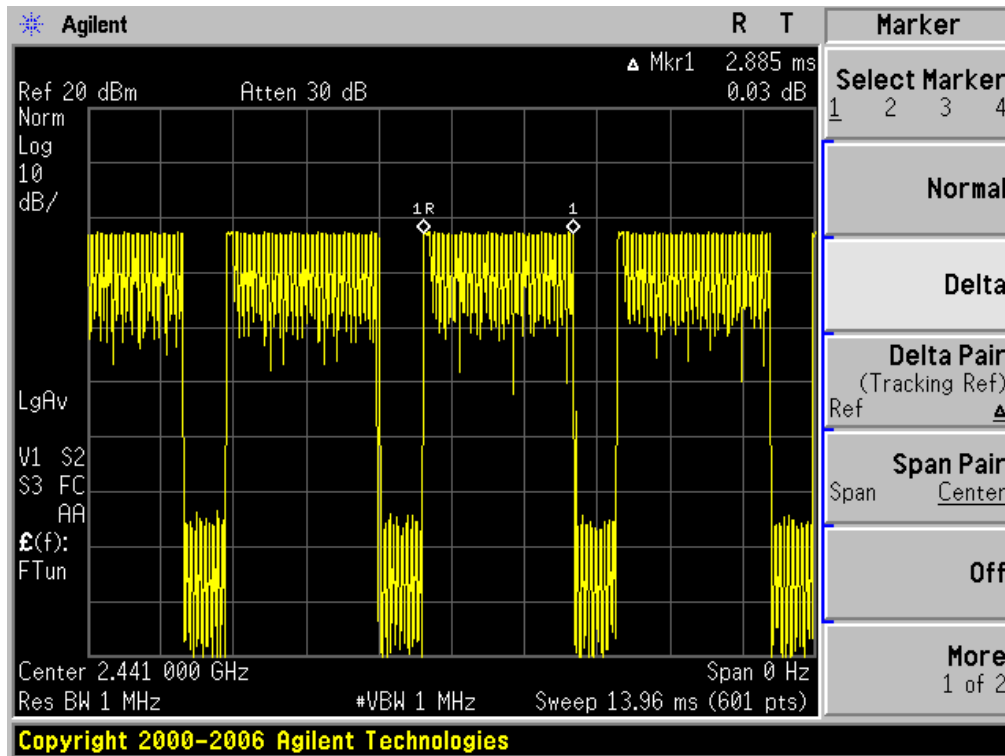 Agilent R T
Δ Mkr1 2.885 ms
Ref 20 dBm Atten 30 dB 0.03 dB
Norm
Log
10
dB/
1R 1
LgAv
V1 S2
S3 FC
AA
£(f):
FTun
Center 2.441 000 GHz Span 0 Hz
Res BW 1 MHz #VBW 1 MHz Sweep 13.96 ms (601 pts)
Copyright 2000-2006 Agilent Technologies
Marker
Select Marker
1 2 3 4
Normal
Delta
Delta Pair
(Tracking Ref)
Ref Δ
Span Pair
Span Center
Off
More
1 of 2